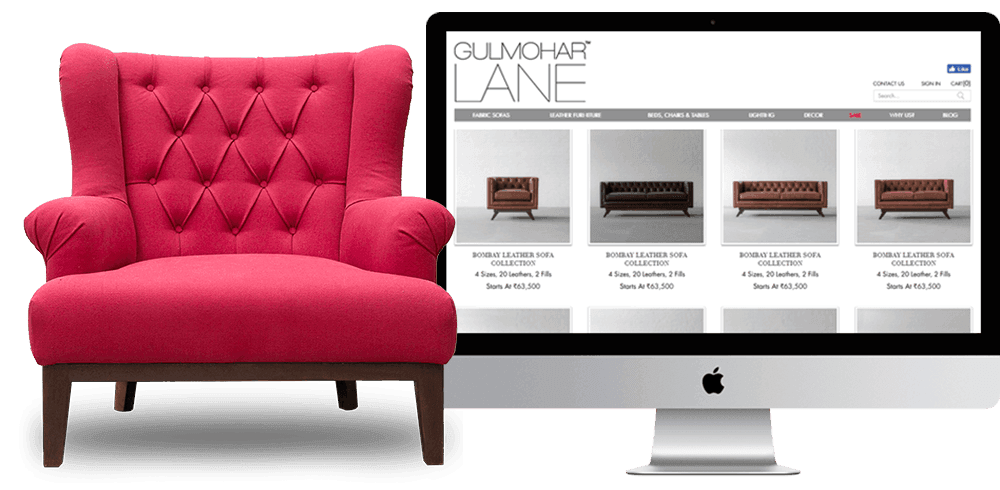 GULMOHAR™
LANE
Like
CONTACT US SIGN IN CART(0)
Search...
FABRIC SOFAS LEATHER FURNITURE BEDS, CHAIRS & TABLES LIGHTING DECOR SALE WHY US? BLOG
BOMBAY LEATHER SOFA
COLLECTION
4 Sizes, 20 Leathers, 2 Fills
Starts At ₹63,500
BOMBAY LEATHER SOFA
COLLECTION
4 Sizes, 20 Leathers, 2 Fills
Starts At ₹63,500
BOMBAY LEATHER SOFA
COLLECTION
4 Sizes, 20 Leathers, 2 Fills
Starts At ₹63,500
BOMBAY LEATHER SOFA
COLLECTION
4 Sizes, 20 Leathers, 2 Fills
Starts At ₹63,500